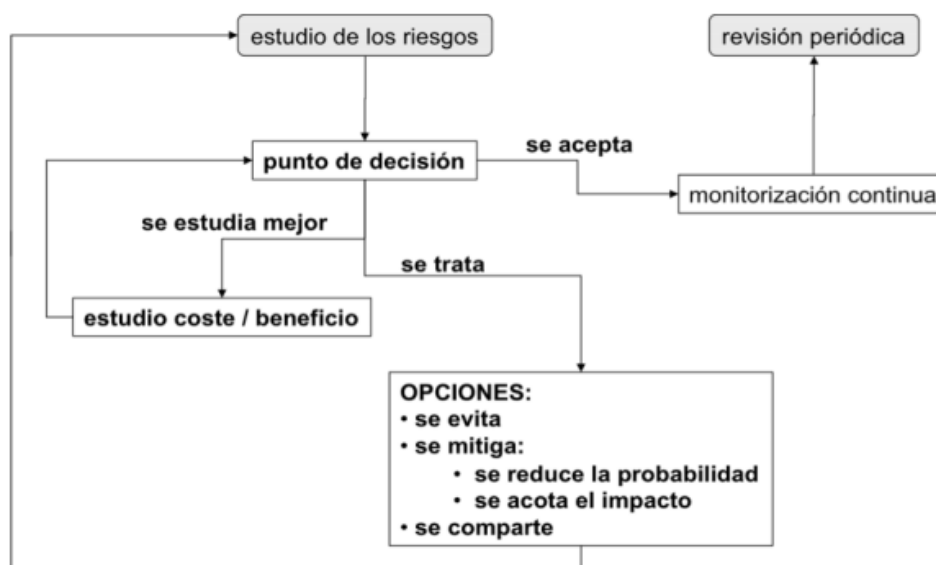 estudio de los riesgos
revisión periódica
se acepta
punto de decisión
monitorización continua
se estudia mejor
se trata
estudio coste / beneficio
OPCIONES:
• se evita
• se mitiga:
• se reduce la probabilidad
• se acota el impacto
• se comparte